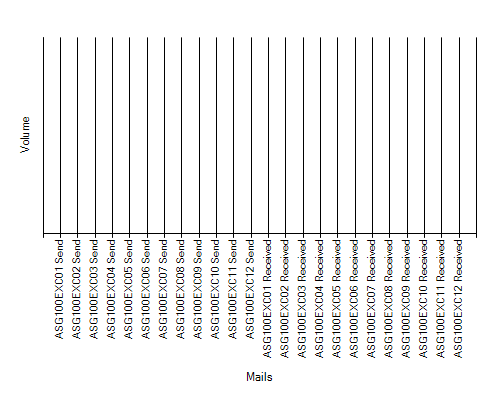 Volume
ASG100EXC01 Send
ASG100EXC02 Send
ASG100EXC03 Send
ASG100EXC04 Send
ASG100EXC05 Send
ASG100EXC06 Send
ASG100EXC07 Send
ASG100EXC08 Send
ASG100EXC09 Send
ASG100EXC10 Send
ASG100EXC11 Send
ASG100EXC12 Send
ASG100EXC01 Received
ASG100EXC02 Received
ASG100EXC03 Received
ASG100EXC04 Received
ASG100EXC05 Received
ASG100EXC06 Received
ASG100EXC07 Received
ASG100EXC08 Received
ASG100EXC09 Received
ASG100EXC10 Received
ASG100EXC11 Received
ASG100EXC12 Received
Mails